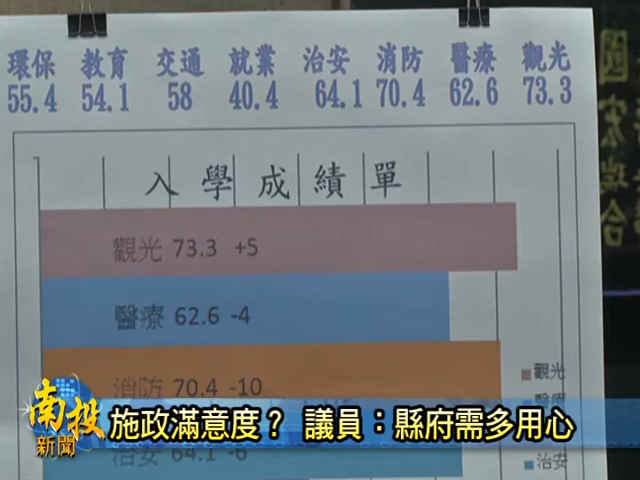 環保 教育 交通 就業 治安 消防 醫療 觀光
55.4 54.1 58 40.4 64.1 70.4 62.6 73.3
入學成績單
觀光 73.3 +5
醫療 62.6 -4
消防 70.4 -10
觀光
醫療
治安 64.1 -6
治安
南投新聞
施政滿意度？ 議員：縣府需多用心